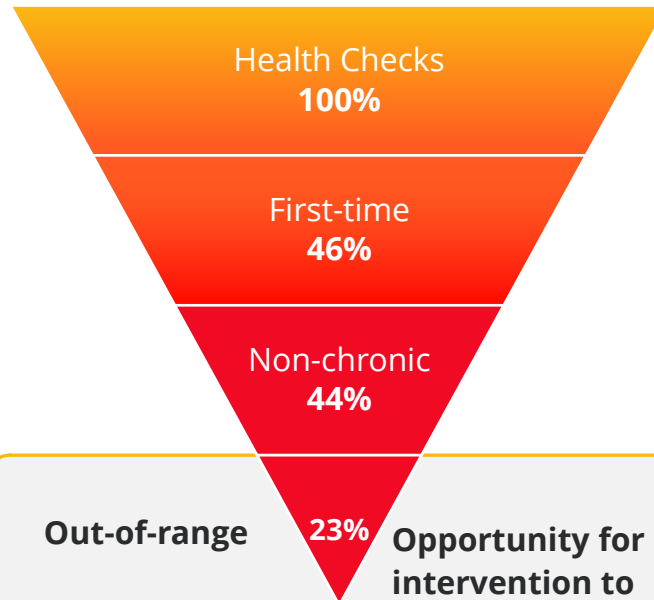 Health Checks
100%
First-time
46%
Non-chronic
44%
Out-of-range
23%
Opportunity for
intervention to